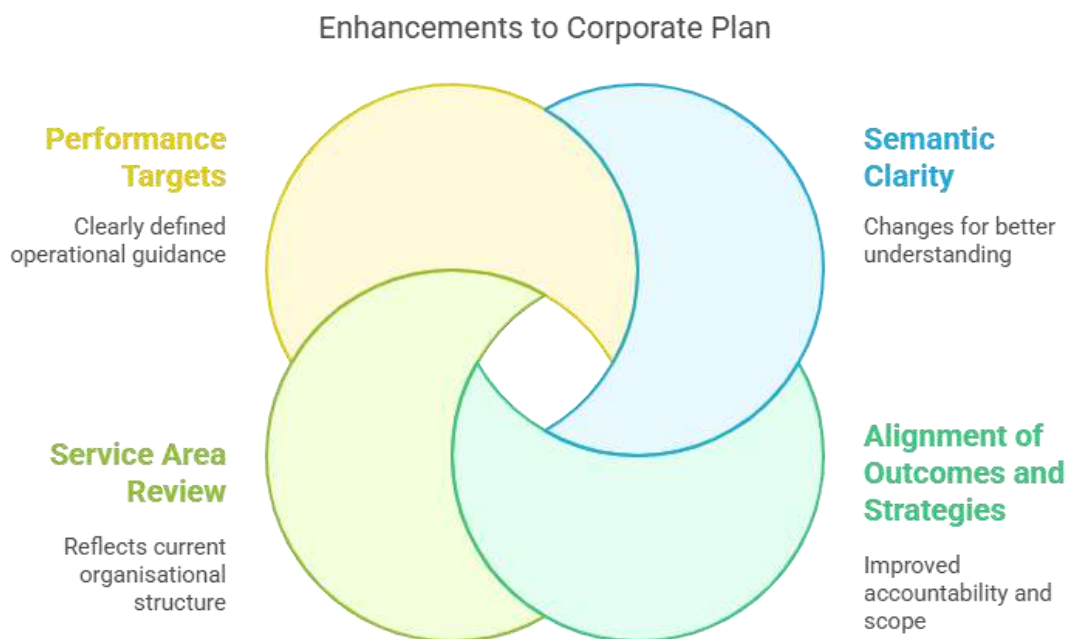 Enhancements to Corporate Plan
Performance
Targets
Clearly defined
operational guidance
Semantic
Clarity
Changes for better
understanding
Service Area
Review
Reflects current
organisational
structure
Alignment of
Outcomes and
Strategies
Improved
accountability and
scope